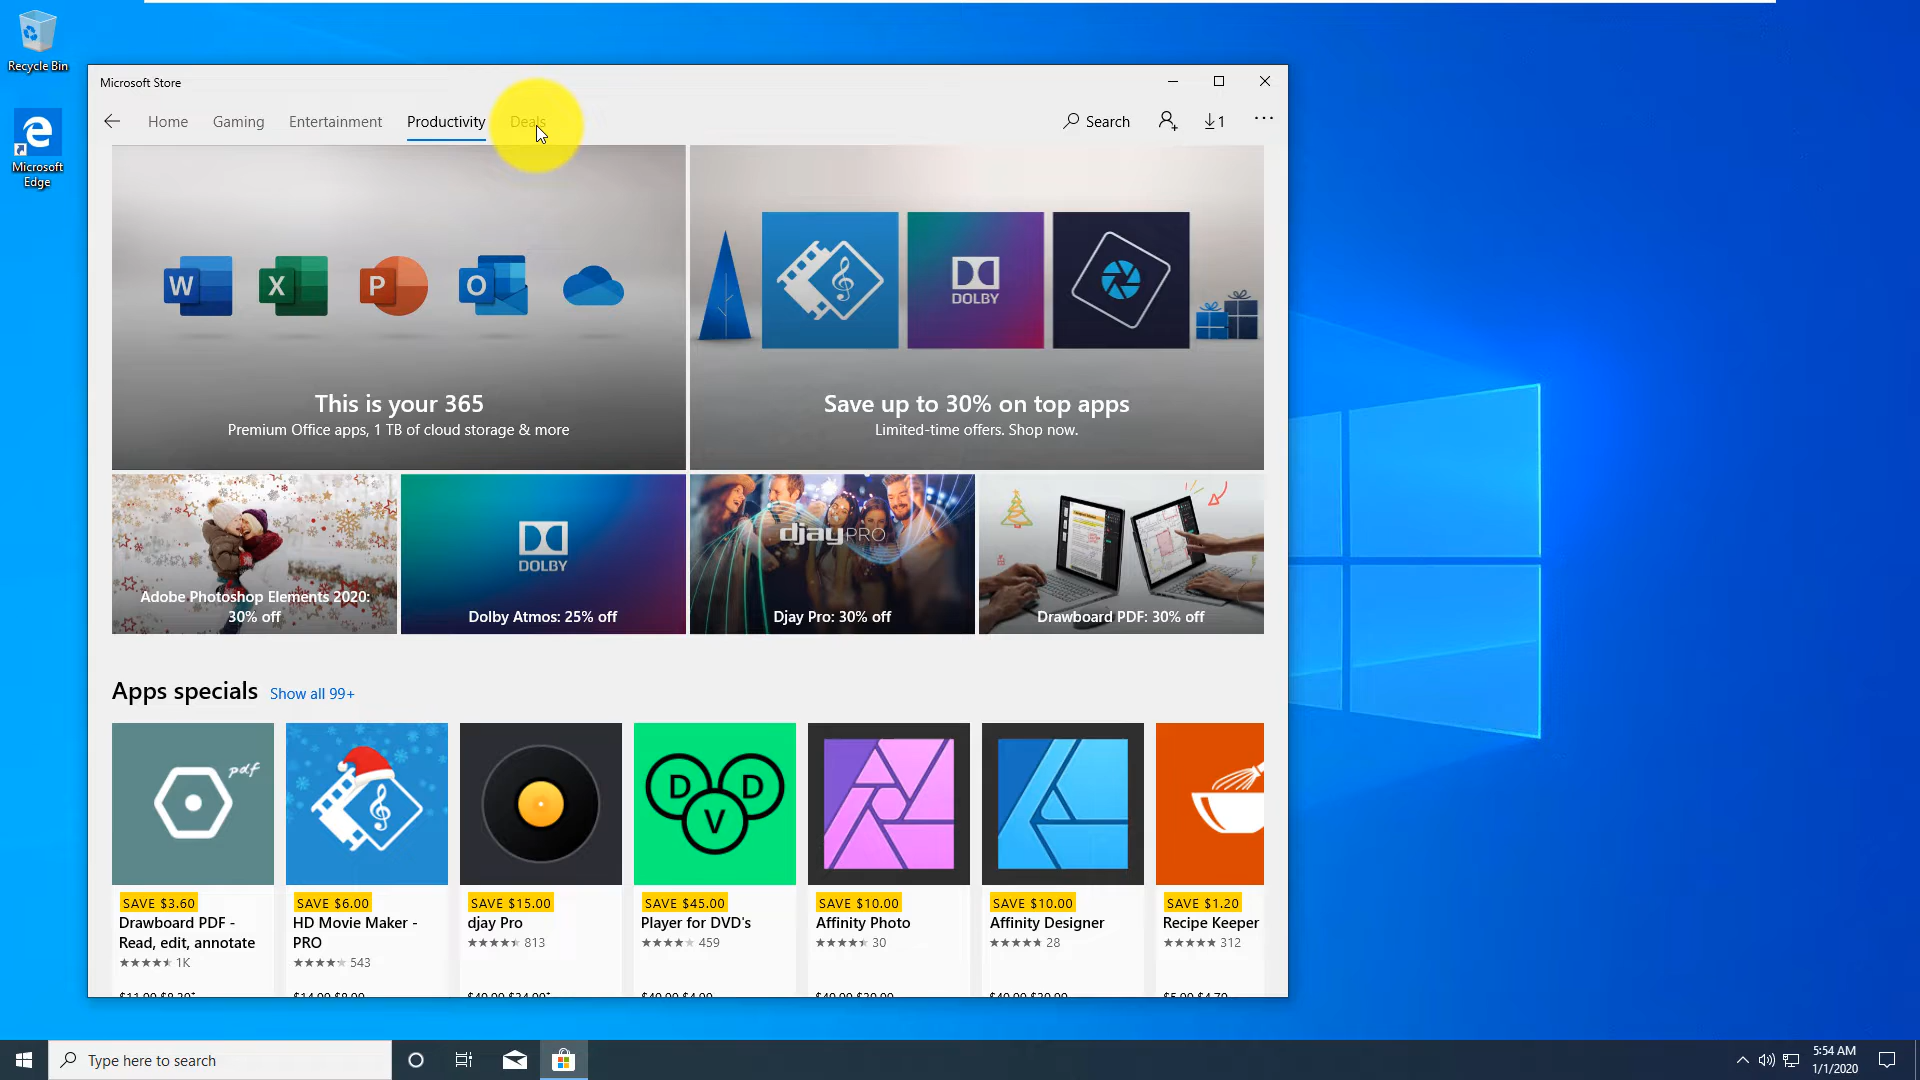 Recycle Bin
Microsoft
Edge
Microsoft Store
Home Gaming Entertainment Productivity Deals Search 1
W X P O
DOLBY
This is your 365
Premium Office apps, 1 TB of cloud storage & more
Save up to 30% on top apps
Limited-time offers. Shop now.
Adobe Photoshop Elements 2020:
30% off
DOLBY
Dolby Atmos: 25% off
djay PRO
Djay Pro: 30% off
Drawboard PDF: 30% off
Apps specials Show all 99+
pdf
D D
V
SAVE $3.60
Drawboard PDF -
Read, edit, annotate
1K
SAVE $6.00
HD Movie Maker -
PRO
543
SAVE $15.00
djay Pro
813
SAVE $45.00
Player for DVD's
459
SAVE $10.00
Affinity Photo
30
SAVE $10.00
Affinity Designer
28
SAVE $1.20
Recipe Keeper
312
Type here to search
5:54 AM
1/1/2020